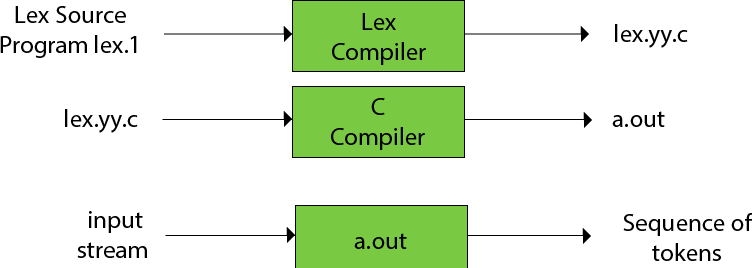 Lex Source
Program lex.1
Lex
Compiler
lex.yy.c
lex.yy.c
C
Compiler
a.out
input
stream
a.out
Sequence of
tokens